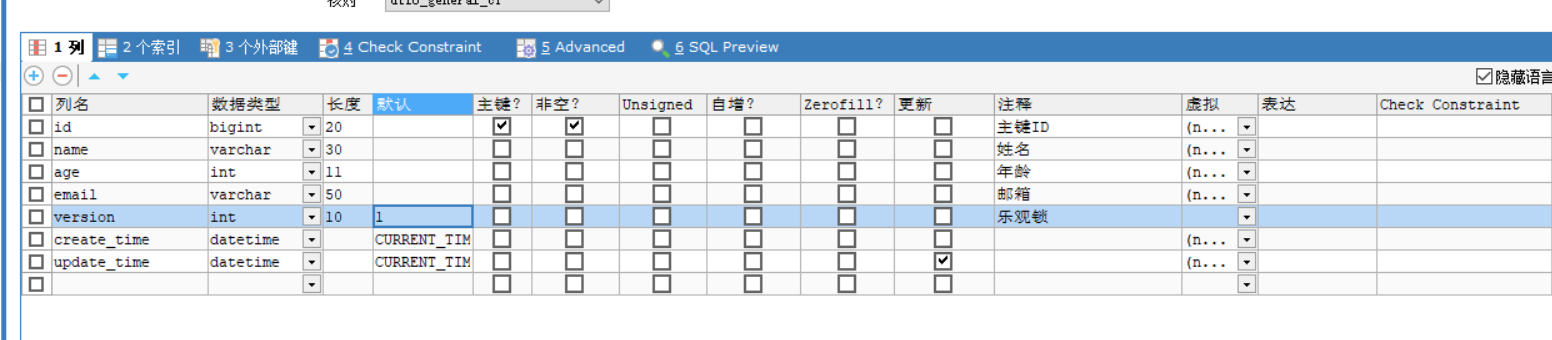 核对 utf8_general_ci
1 列 2 个索引 3 个外部键 4 Check Constraint 5 Advanced 6 SQL Preview
隐藏语言
列名 数据类型 长度 默认 主键? 非空? Unsigned 自增? Zerofill? 更新 注释 虚拟 表达 Check Constraint
id bigint 20 主键ID (n...
name varchar 30 姓名 (n...
age int 11 年龄 (n...
email varchar 50 邮箱 (n...
version int 10 1 乐观锁
create_time datetime CURRENT_TIM (n...
update_time datetime CURRENT_TIM (n...